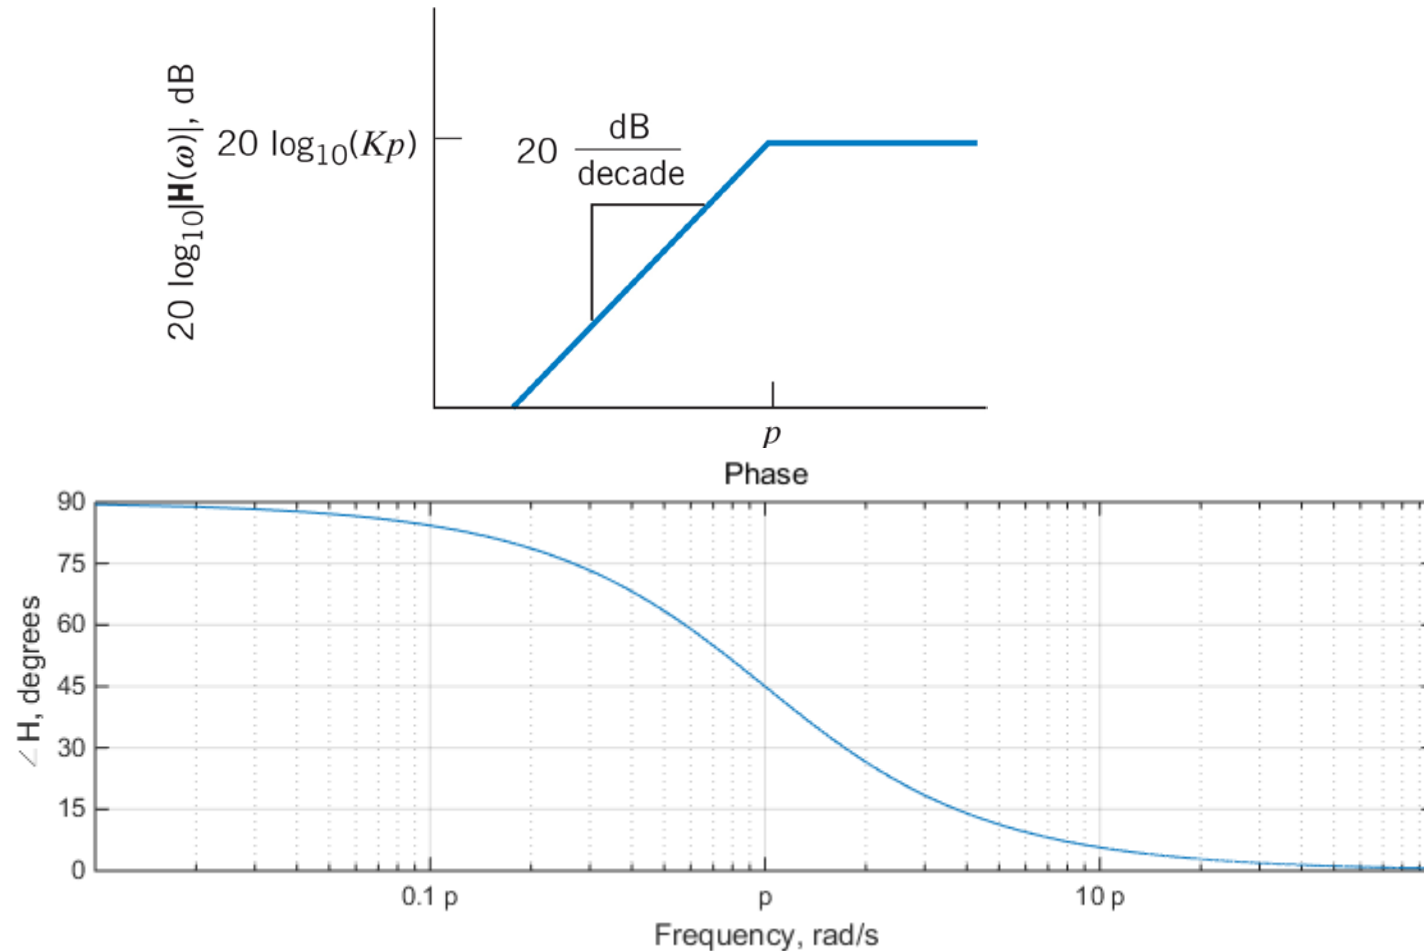 20 log₁₀|H(ω)|, dB
20 log₁₀(Kp)
20 dB/decade
p
Phase
∠H, degrees
90
75
60
45
30
15
0
0.1 p
p
10 p
Frequency, rad/s